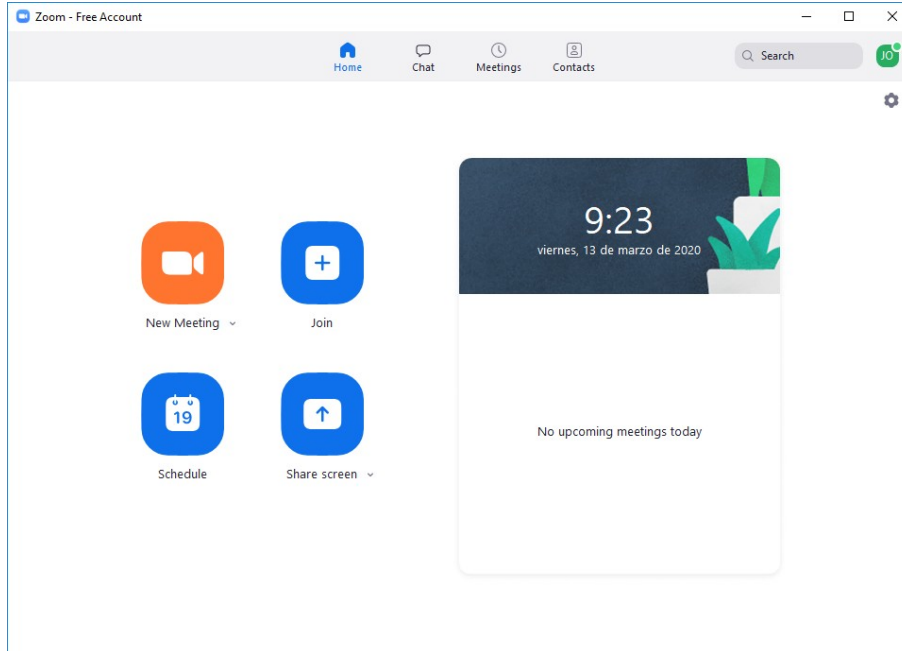 Zoom - Free Account
Home
Chat
Meetings
Contacts
Search
JO
9:23
viernes, 13 de marzo de 2020
New Meeting
Join
19
Schedule
Share screen
No upcoming meetings today